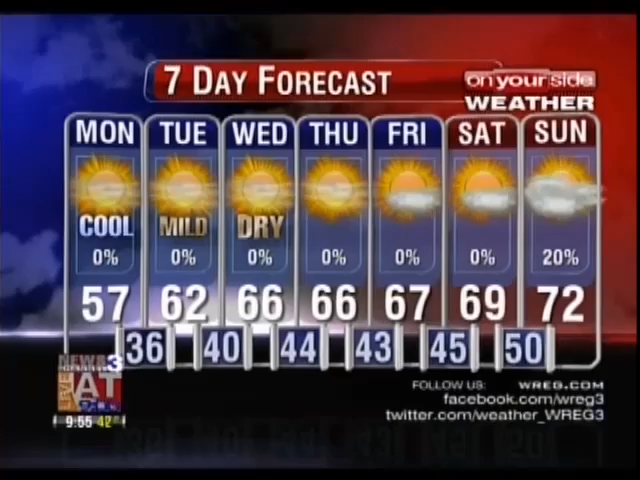 7 DAY FORECAST
on your side
WEATHER
MON TUE WED THU FRI SAT SUN
COOL MILD DRY
0% 0% 0% 0% 0% 0% 20%
57 62 66 66 67 69 72
36 40 44 43 45 50
NEWS
3
LIVE
AT
9:55 42°
FOLLOW US: WREG.COM
facebook.com/wreg3
twitter.com/weather_WREG3